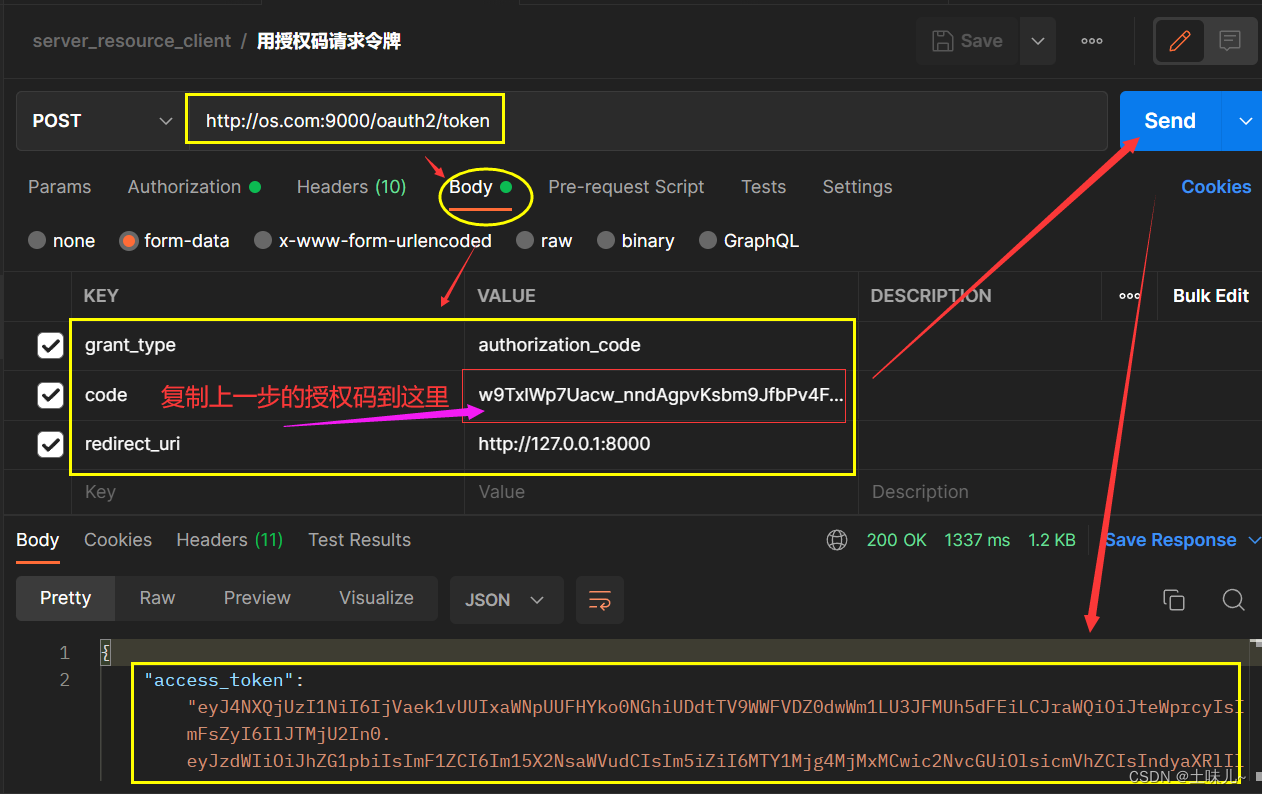 server_resource_client / 用授权码请求令牌
Save
POST
http://os.com:9000/oauth2/token
Send
Params Authorization Headers (10) Body Pre-request Script Tests Settings Cookies
none form-data x-www-form-urlencoded raw binary GraphQL
KEY VALUE DESCRIPTION Bulk Edit
grant_type authorization_code
code 复制上一步的授权码到这里 w9TxlWp7Uacw_nndAgpvKsbm9JfbPv4F...
redirect_uri http://127.0.0.1:8000
Key Value Description
Body Cookies Headers (11) Test Results 200 OK 1337 ms 1.2 KB Save Response
Pretty Raw Preview Visualize JSON
1 {
2 "access_token":
"eyJ4NXQjUzI1NiI6IjVaek1vUUIxaWNpUUFHYko0NGhiUDdtTV9WWFVDZ0dwWm1LU3JFMUh5dFEiLCJraWQiOiJteWprcyIsI
mFsZyI6IlJTMjU2In0.
eyJzdWIiOiJhZG1pbiIsImF1ZCI6Im15X2NsaWVudCIsIm5iZiI6MTY1Mjg4MjMxMCwic2NvcGUiOlsicmVhZCIsIndyaXRlIl
CSDN @土味儿~